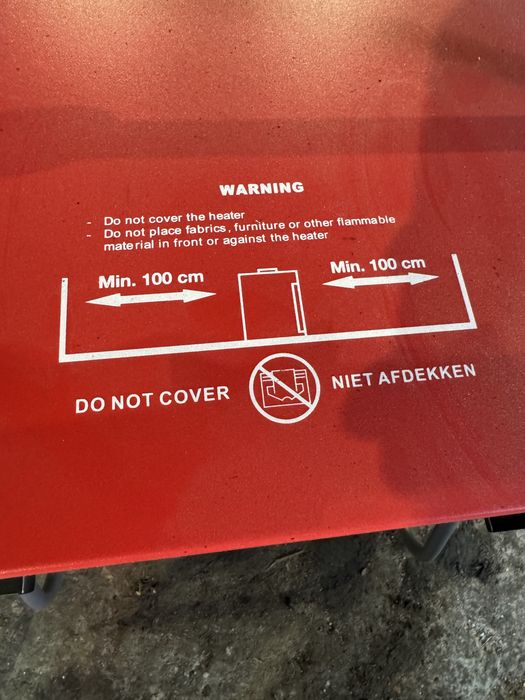 WARNING
- Do not cover the heater
- Do not place fabrics, furniture or other flammable
material in front or against the heater
Min. 100 cm
Min. 100 cm
DO NOT COVER
NIET AFDEKKEN